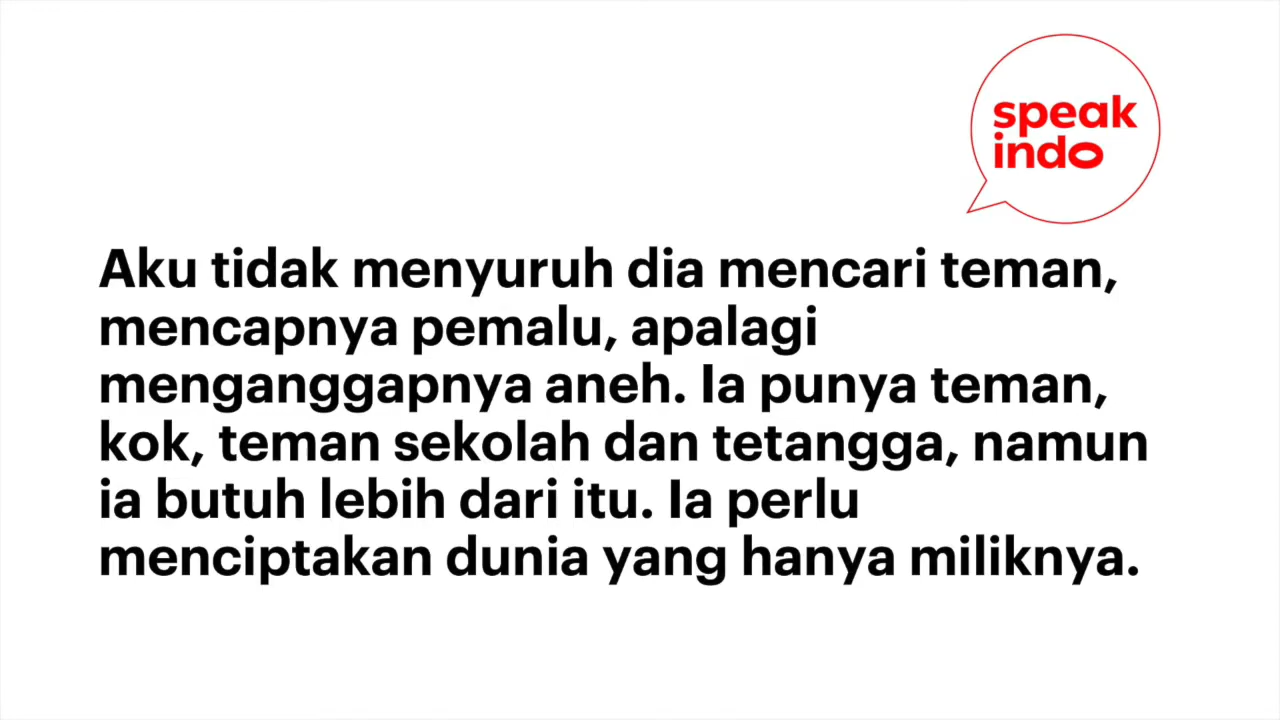 speak
indo
Aku tidak menyuruh dia mencari teman,
mencapnya pemalu, apalagi
menganggapnya aneh. Ia punya teman,
kok, teman sekolah dan tetangga, namun
ia butuh lebih dari itu. Ia perlu
menciptakan dunia yang hanya miliknya.